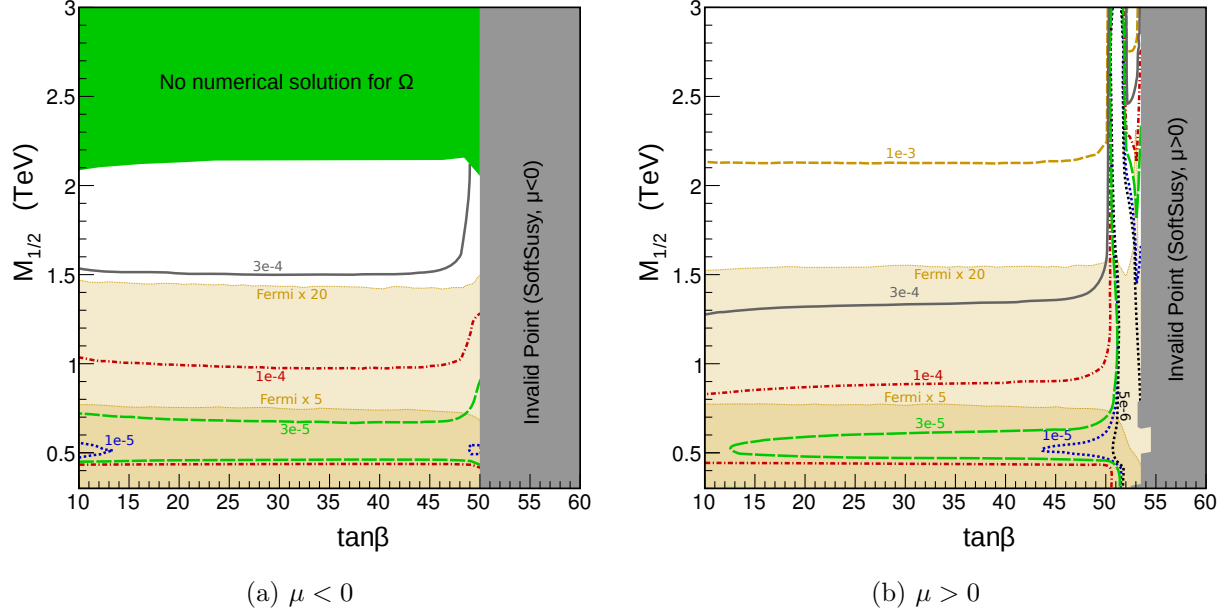 3
2.5
2
1.5
1
0.5
M1/2 (TeV)
No numerical solution for Ω
3e-4
Fermi x 20
1e-4
Fermi x 5
3e-5
1e-5
Invalid Point (SoftSusy, μ<0)
10 15 20 25 30 35 40 45 50 55 60
tanβ
(a) μ < 0
3
2.5
2
1.5
1
0.5
M1/2 (TeV)
1e-3
Fermi x 20
3e-4
1e-4
Fermi x 5
3e-5
1e-5
5e-6
Invalid Point (SoftSusy, μ>0)
10 15 20 25 30 35 40 45 50 55 60
tanβ
(b) μ > 0